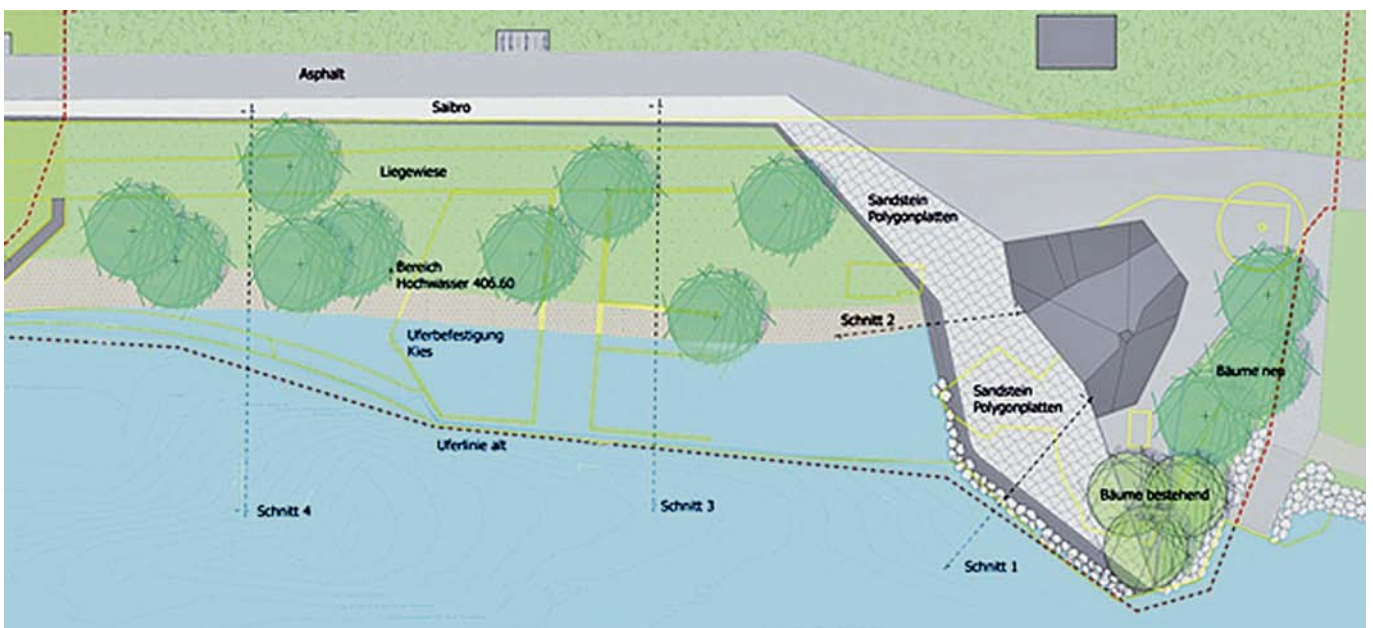 Asphalt
Saibro
Liegewiese
Sandstein
Polygonplatten
Bereich
Hochwasser 406.60
Schnitt 2
Uferbefestigung
Kies
Bäume neu
Sandstein
Polygonplatten
Uferlinie alt
Bäume bestehend
Schnitt 4
Schnitt 3
Schnitt 1